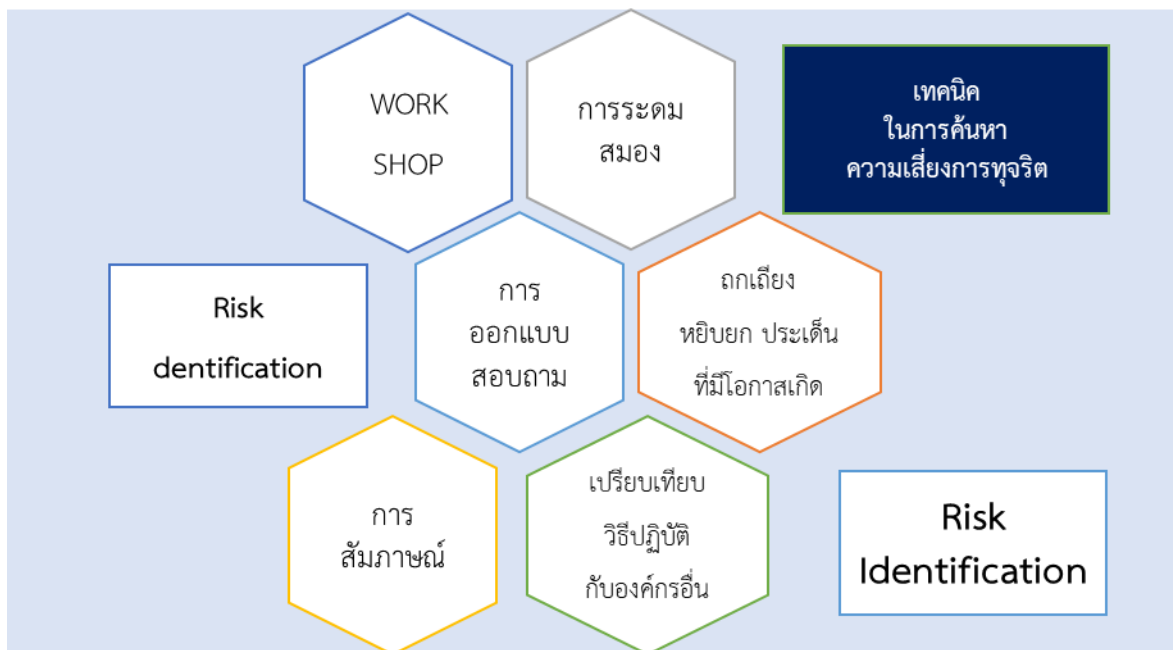 WORK
SHOP
การระดม
สมอง
เทคนิค
ในการค้นหา
ความเสี่ยงการทุจริต
Risk
dentification
การ
ออกแบบ
สอบถาม
ถกเถียง
หยิบยก ประเด็น
ที่มีโอกาสเกิด
การ
สัมภาษณ์
เปรียบเทียบ
วิธีปฏิบัติ
กับองค์กรอื่น
Risk
Identification